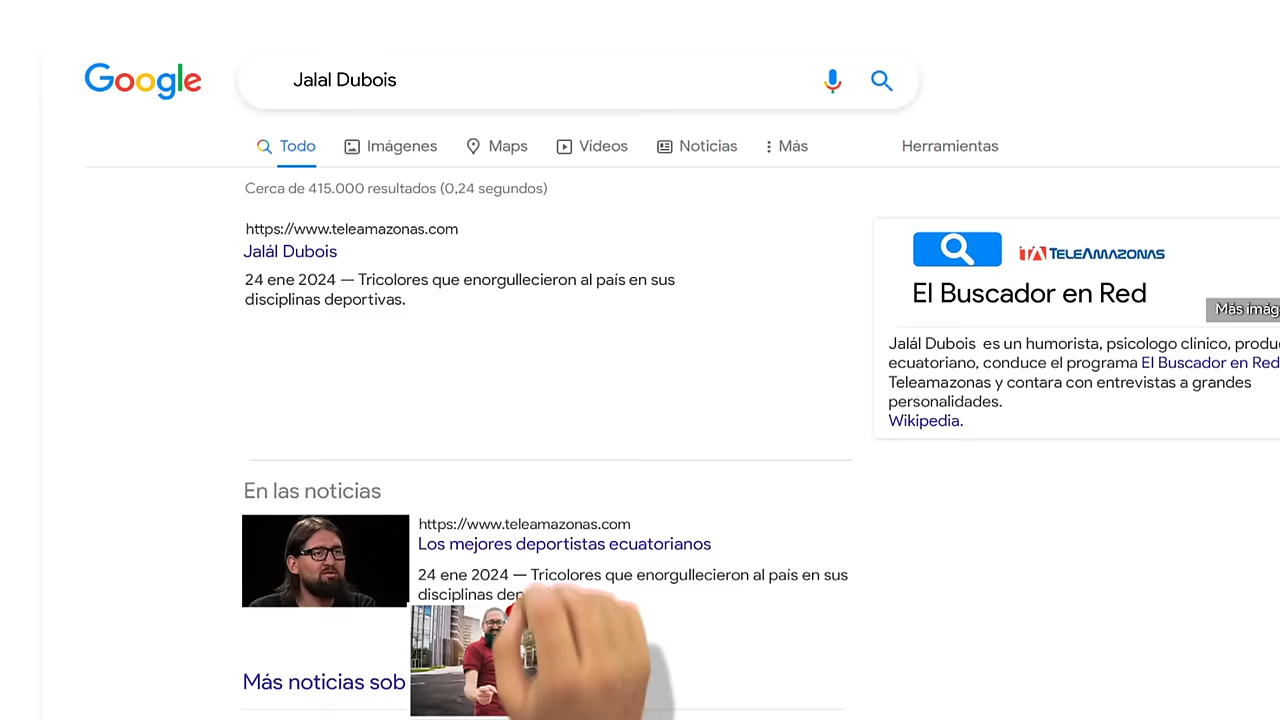 Google
Jalal Dubois
Todo
Imágenes
Maps
Vídeos
Noticias
Más
Herramientas
Cerca de 415.000 resultados (0,24 segundos)
https://www.teleamazonas.com
Jalál Dubois
24 ene 2024 — Tricolores que enorgullecieron al país en sus
disciplinas deportivas.
TELEAMAZONAS
El Buscador en Red
Más imág
Jalál Dubois es un humorista, psicologo clínico, produ
ecuatoriano, conduce el programa El Buscador en Red
Teleamazonas y contara con entrevistas a grandes
personalidades.
Wikipedia.
En las noticias
https://www.teleamazonas.com
Los mejores deportistas ecuatorianos
24 ene 2024 — Tricolores que enorgullecieron al país en sus
disciplinas dep
Más noticias sob